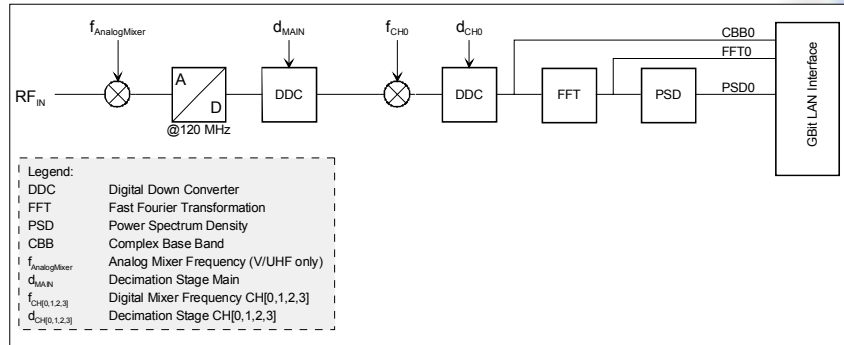 f_AnalogMixer d_MAIN f_CH0 d_CH0
CBB0
FFT0
PSD0
RF_IN
A
D
@120 MHz
DDC
DDC
FFT
PSD
GBit LAN Interface
Legend:
DDC Digital Down Converter
FFT Fast Fourier Transformation
PSD Power Spectrum Density
CBB Complex Base Band
f_AnalogMixer Analog Mixer Frequency (V/UHF only)
d_MAIN Decimation Stage Main
f_CH[0,1,2,3] Digital Mixer Frequency CH[0,1,2,3]
d_CH[0,1,2,3] Decimation Stage CH[0,1,2,3]